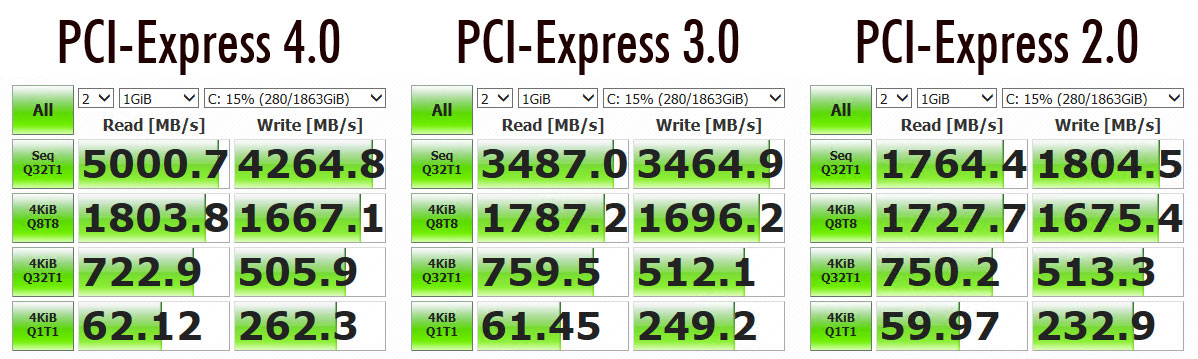 PCI-Express 4.0
All 2 1GiB C: 15% (280/1863GiB)
Read [MB/s] Write [MB/s]
Seq
Q32T1 5000.7 4264.8
4KiB
Q8T8 1803.8 1667.1
4KiB
Q32T1 722.9 505.9
4KiB
Q1T1 62.12 262.3
PCI-Express 3.0
All 2 1GiB C: 15% (280/1863GiB)
Read [MB/s] Write [MB/s]
Seq
Q32T1 3487.0 3464.9
4KiB
Q8T8 1787.2 1696.2
4KiB
Q32T1 759.5 512.1
4KiB
Q1T1 61.45 249.2
PCI-Express 2.0
All 2 1GiB C: 15% (280/1863GiB)
Read [MB/s] Write [MB/s]
Seq
Q32T1 1764.4 1804.5
4KiB
Q8T8 1727.7 1675.4
4KiB
Q32T1 750.2 513.3
4KiB
Q1T1 59.97 232.9